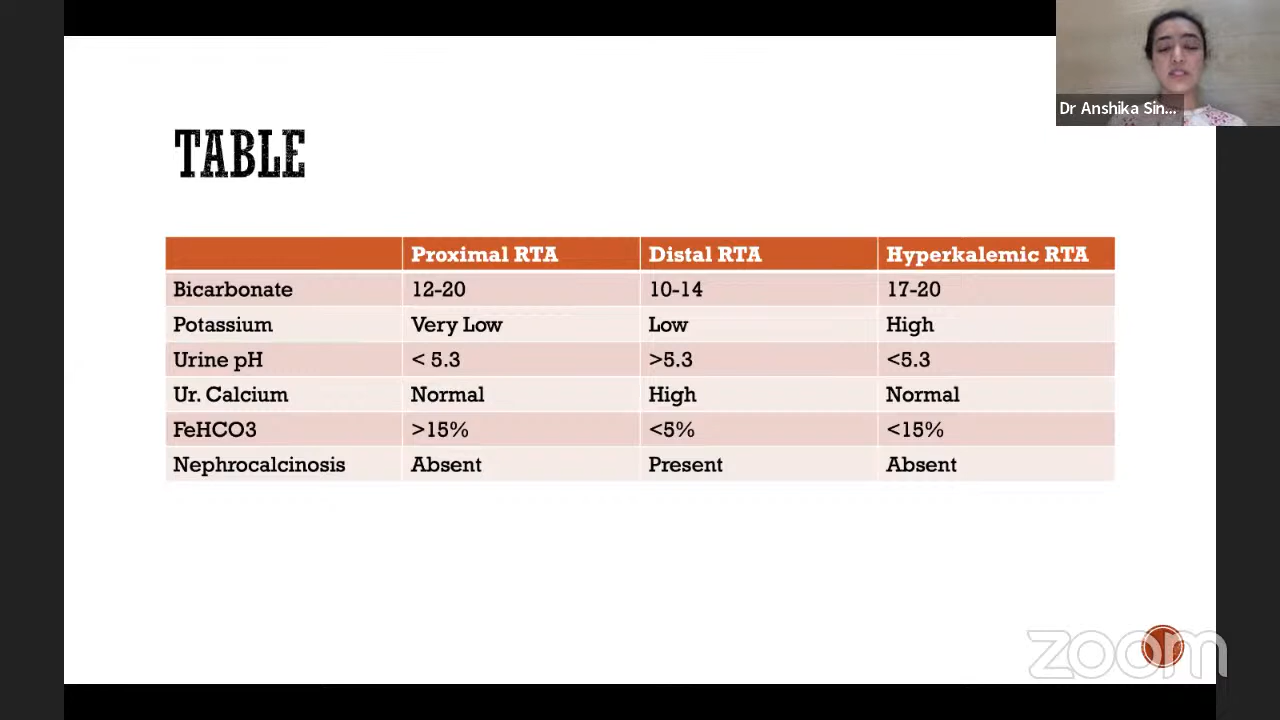 Dr Anshika Sin...
TABLE
Proximal RTA Distal RTA Hyperkalemic RTA
Bicarbonate 12-20 10-14 17-20
Potassium Very Low Low High
Urine pH < 5.3 >5.3 <5.3
Ur. Calcium Normal High Normal
FeHCO3 >15% <5% <15%
Nephrocalcinosis Absent Present Absent
zoom